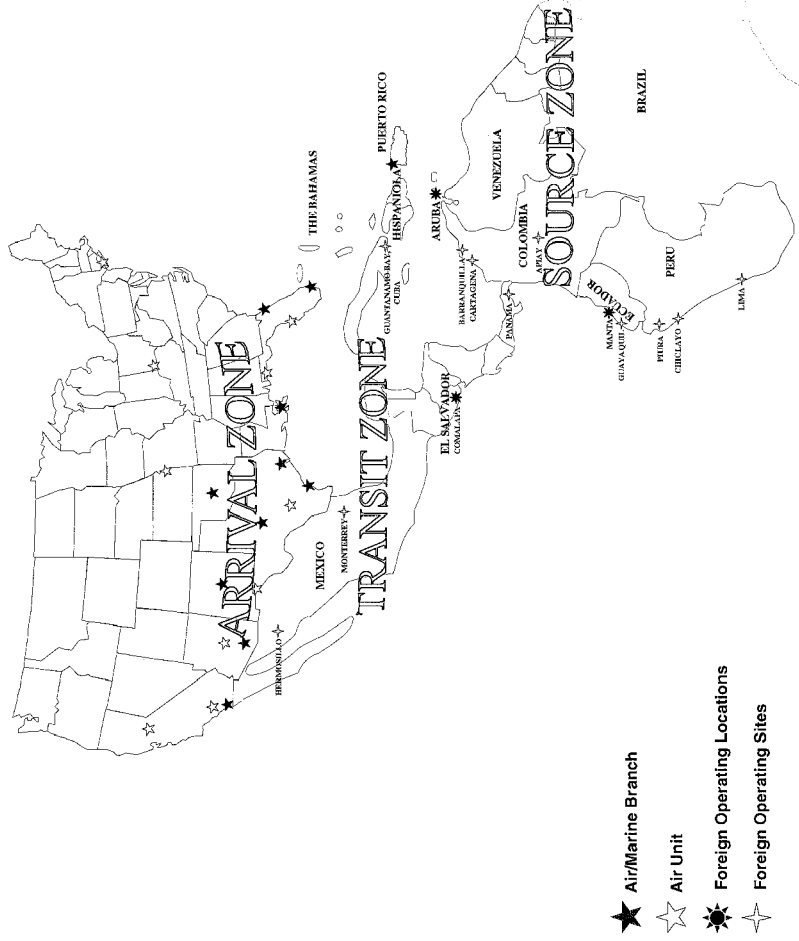 THE BAHAMAS
PUERTO RICO
HISPANIOLA
GUANTANAMO BAY
CUBA
ARRIVAL ZONE
TRANSIT ZONE
SOURCE ZONE
MEXICO
MONTERREY
HERMOSILLO
EL SALVADOR
COMALAPA
ARUBA
BARRANQUILLA
CARTAGENA
PANAMA
VENEZUELA
COLOMBIA
APIAY
BRAZIL
ECUADOR
MANTA
GUAYAQUIL
PERU
PIURA
CHICLAYO
LIMA
Air/Marine Branch
Air Unit
Foreign Operating Locations
Foreign Operating Sites